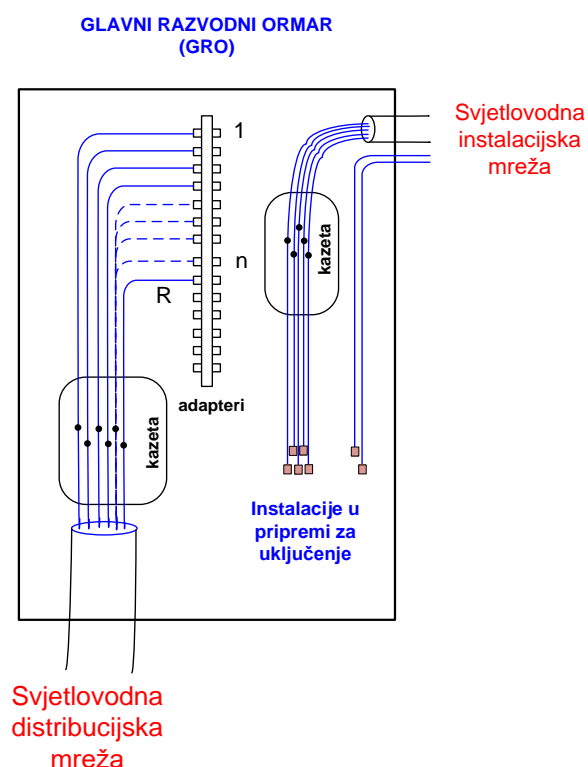 GLAVNI RAZVODNI ORMAR
(GRO)
Svjetlovodna
instalacijska
mreža
1
n
R
kazeta
adapteri
kazeta
Instalacije u
pripremi za
uključenje
Svjetlovodna
distribucijska
mreža